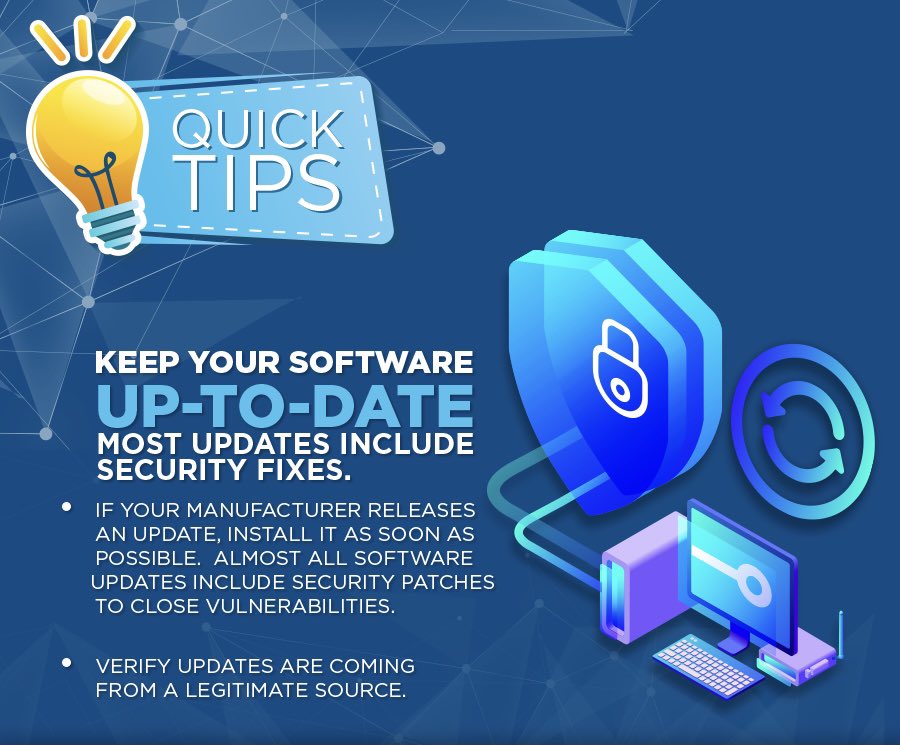 QUICK
TIPS
KEEP YOUR SOFTWARE
UP-TO-DATE
MOST UPDATES INCLUDE
SECURITY FIXES.
• IF YOUR MANUFACTURER RELEASES
AN UPDATE, INSTALL IT AS SOON AS
POSSIBLE.  ALMOST ALL SOFTWARE
UPDATES INCLUDE SECURITY PATCHES
TO CLOSE VULNERABILITIES.
• VERIFY UPDATES ARE COMING
FROM A LEGITIMATE SOURCE.